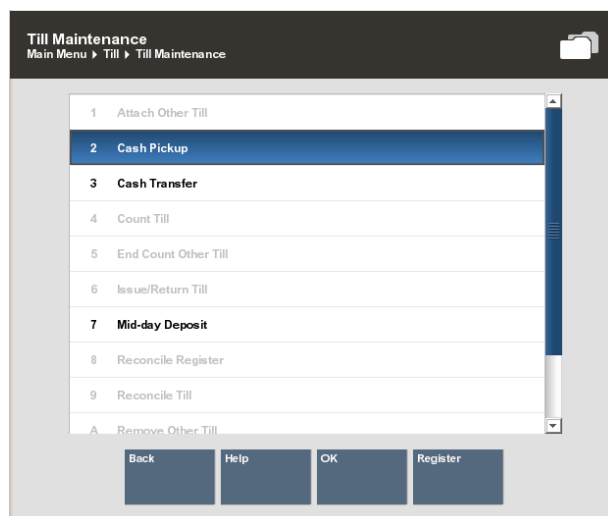 Till Maintenance
Main Menu ▸ Till ▸ Till Maintenance
1 Attach Other Till
2 Cash Pickup
3 Cash Transfer
4 Count Till
5 End Count Other Till
6 Issue/Return Till
7 Mid-day Deposit
8 Reconcile Register
9 Reconcile Till
A Remove Other Till
Back Help OK Register